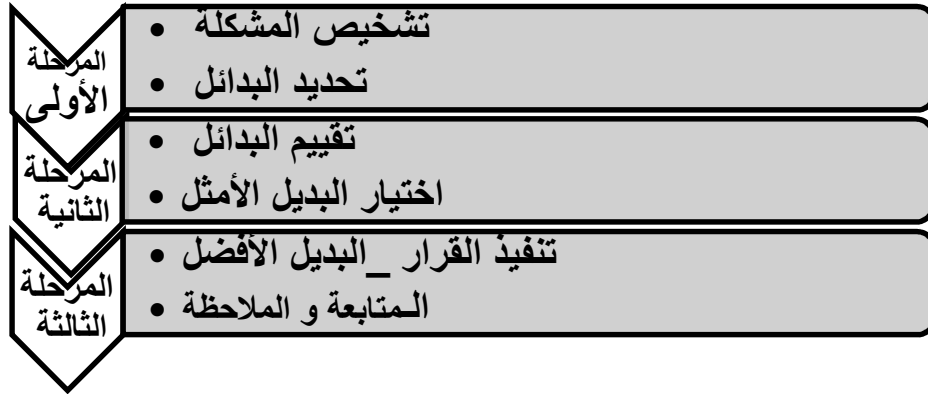 المرحلة
الأولى
• تشخيص المشكلة
• تحديد البدائل
المرحلة
الثانية
• تقييم البدائل
• اختيار البديل الأمثل
المرحلة
الثالثة
• تنفيذ القرار _البديل الأفضل
• الـمتابعة و الملاحظة